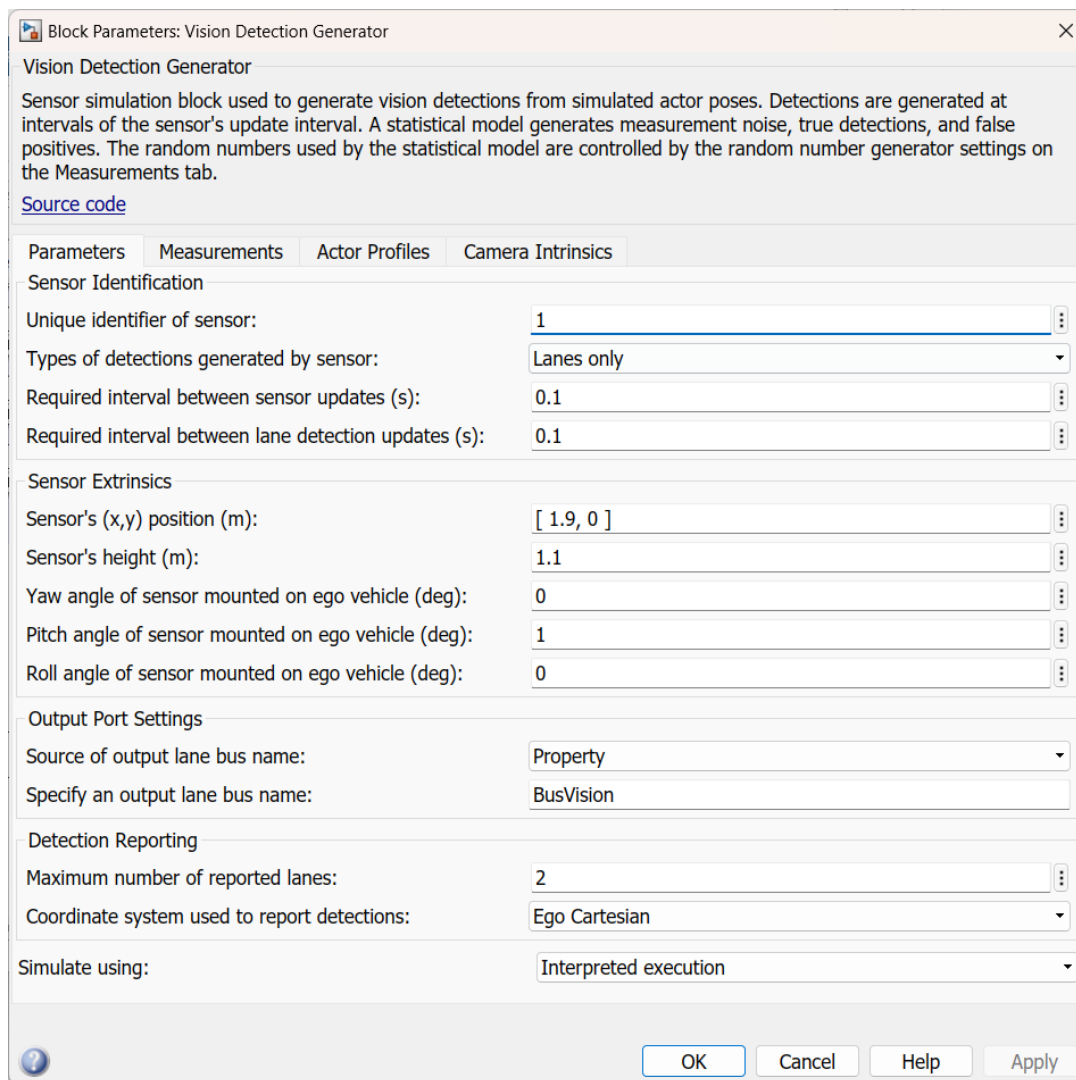 Block Parameters: Vision Detection Generator
Vision Detection Generator
Sensor simulation block used to generate vision detections from simulated actor poses. Detections are generated at
intervals of the sensor's update interval. A statistical model generates measurement noise, true detections, and false
positives. The random numbers used by the statistical model are controlled by the random number generator settings on
the Measurements tab.
Source code
Parameters Measurements Actor Profiles Camera Intrinsics
Sensor Identification
Unique identifier of sensor: 1
Types of detections generated by sensor: Lanes only
Required interval between sensor updates (s): 0.1
Required interval between lane detection updates (s): 0.1
Sensor Extrinsics
Sensor's (x,y) position (m): [ 1.9, 0 ]
Sensor's height (m): 1.1
Yaw angle of sensor mounted on ego vehicle (deg): 0
Pitch angle of sensor mounted on ego vehicle (deg): 1
Roll angle of sensor mounted on ego vehicle (deg): 0
Output Port Settings
Source of output lane bus name: Property
Specify an output lane bus name: BusVision
Detection Reporting
Maximum number of reported lanes: 2
Coordinate system used to report detections: Ego Cartesian
Simulate using: Interpreted execution
? OK Cancel Help Apply